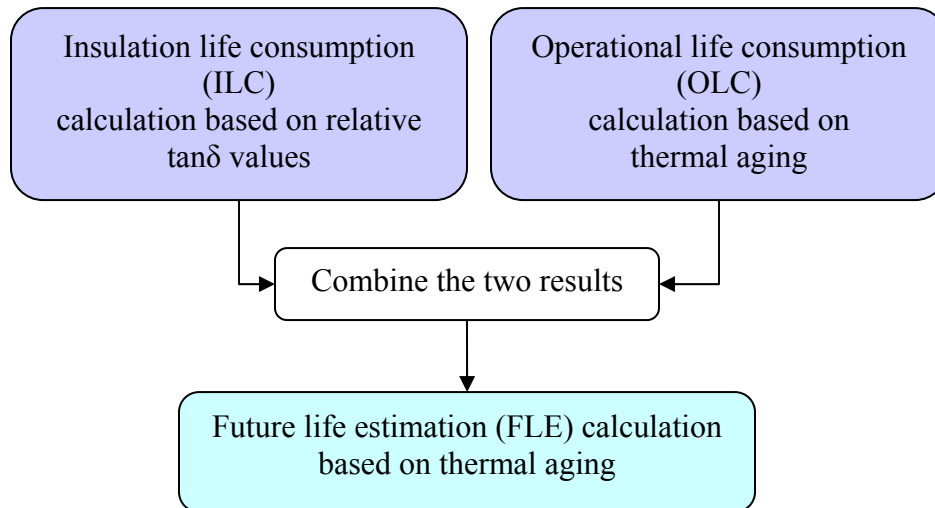 Insulation life consumption
(ILC)
calculation based on relative
tanδ values
Operational life consumption
(OLC)
calculation based on
thermal aging
Combine the two results
Future life estimation (FLE) calculation
based on thermal aging